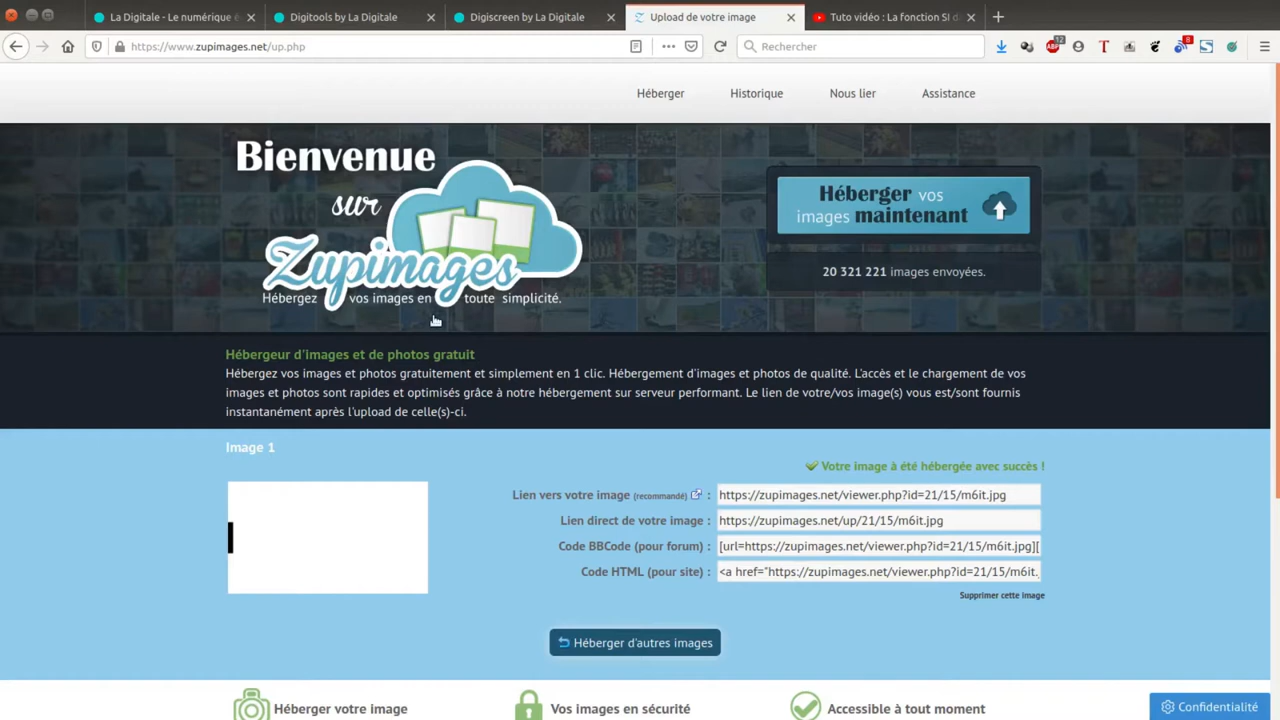 La Digitale - Le numérique é
Digitools by La Digitale
Digiscreen by La Digitale
Upload de votre image
Tuto vidéo : La fonction SI d
https://www.zupimages.net/up.php
Rechercher
12
8
Héberger
Historique
Nous lier
Assistance
Bienvenue
sur
Zupimages
Hébergez vos images en toute simplicité.
Héberger vos
images maintenant
20 321 221 images envoyées.
Hébergeur d'images et de photos gratuit
Hébergez vos images et photos gratuitement et simplement en 1 clic. Hébergement d'images et photos de qualité. L'accès et le chargement de vos
images et photos sont rapides et optimisés grâce à notre hébergement sur serveur performant. Le lien de votre/vos image(s) vous est/sont fournis
instantanément après l'upload de celle(s)-ci.
Image 1
Votre image à été hébergée avec succès !
Lien vers votre image (recommandé) : https://zupimages.net/viewer.php?id=21/15/m6it.jpg
Lien direct de votre image : https://zupimages.net/up/21/15/m6it.jpg
Code BBCode (pour forum) : [url=https://zupimages.net/viewer.php?id=21/15/m6it.jpg][
Code HTML (pour site) : <a href="https://zupimages.net/viewer.php?id=21/15/m6it.
Supprimer cette image
Héberger d'autres images
Héberger votre image
Vos images en sécurité
Accessible à tout moment
Confidentialité